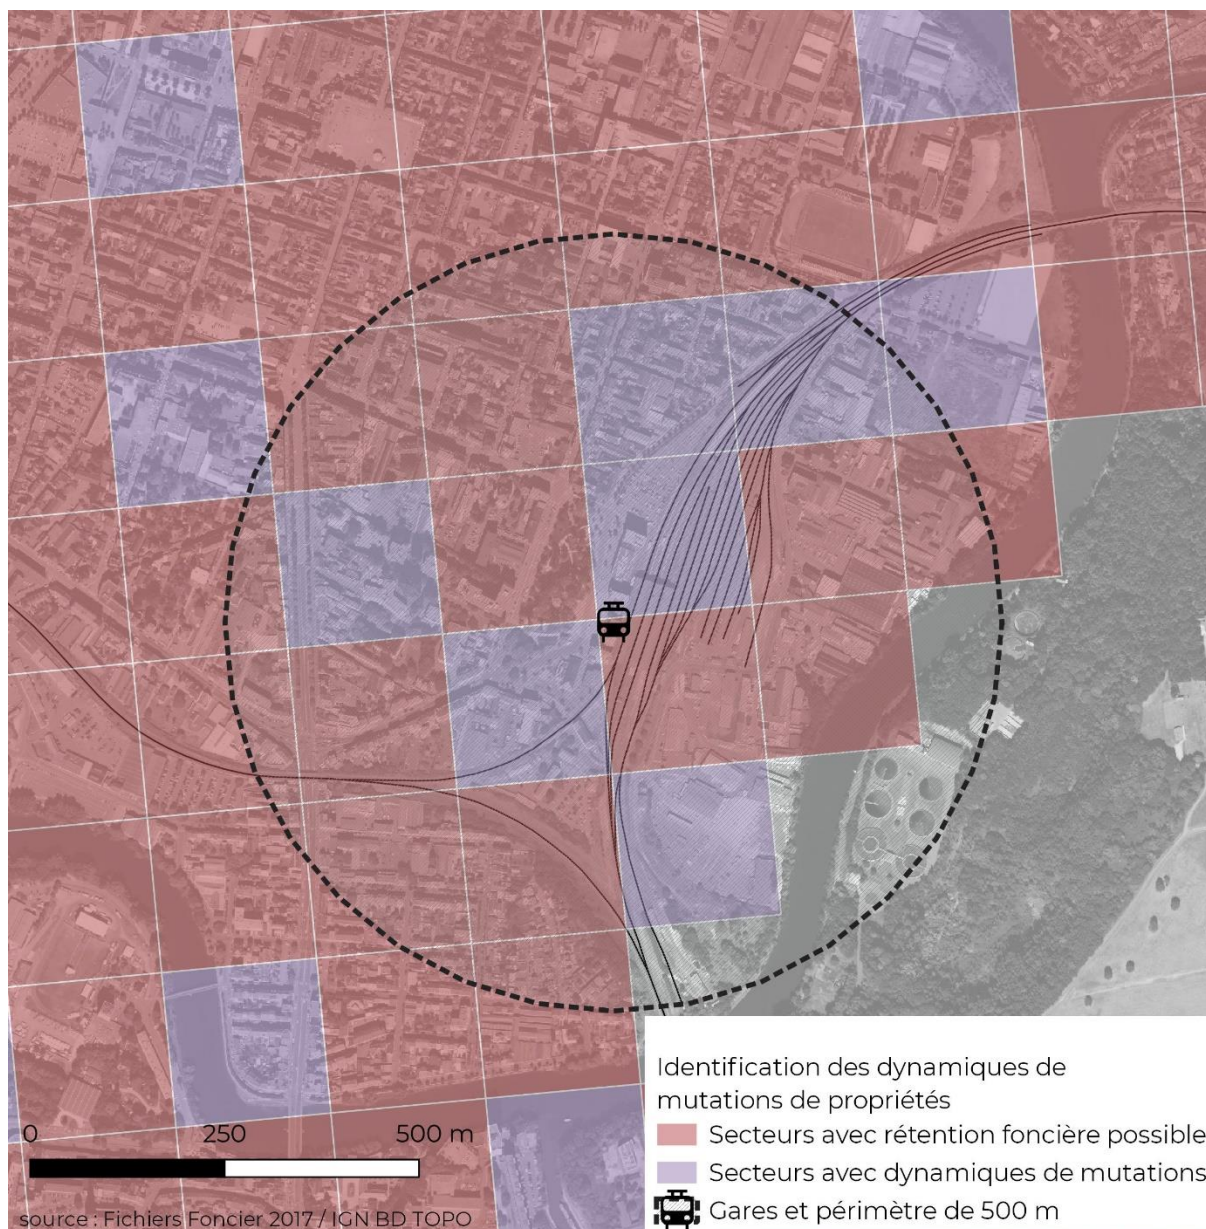 Identification des dynamiques de
mutations de propriétés
Secteurs avec rétention foncière possible
Secteurs avec dynamiques de mutations
Gares et périmètre de 500 m
0 250 500 m
source : Fichiers Foncier 2017 / IGN BD TOPO